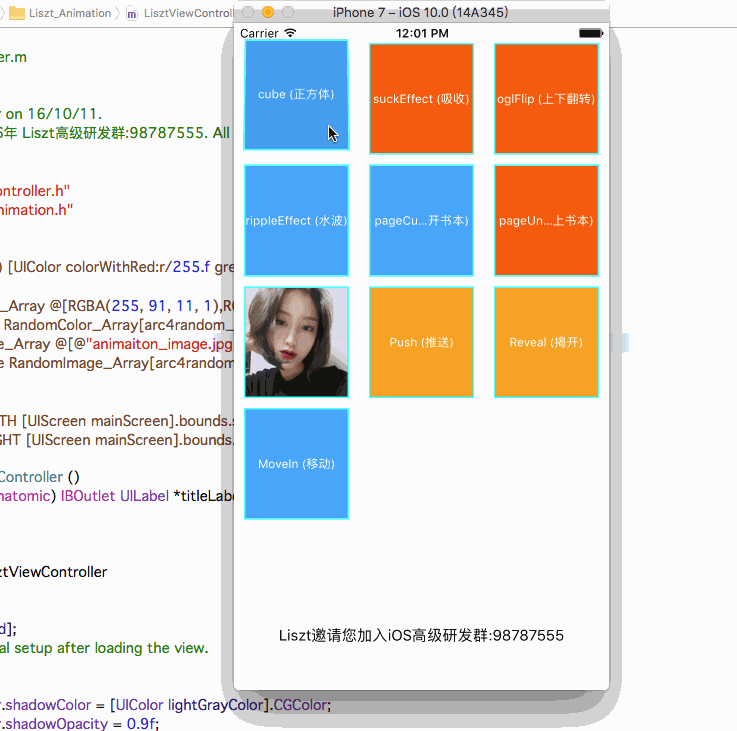 Liszt_Animation
m LisztViewControll
iPhone 7 – iOS 10.0 (14A345)
Carrier
12:01 PM
er.m
r on 16/10/11.
6年 Liszt高级研发群:98787555. All
ontroller.h"
nimation.h"
) [UIColor colorWithRed:r/255.f gre
_Array @[RGBA(255, 91, 11, 1),R
RandomColor_Array[arc4random_
e_Array @[@"animaiton_image.jpg
e RandomImage_Array[arc4random
TH [UIScreen mainScreen].bounds.s
GHT [UIScreen mainScreen].bounds.
Controller ()
natomic) IBOutlet UILabel *titleLabe
ztViewController
d];
al setup after loading the view.
r.shadowColor = [UIColor lightGrayColor].CGColor;
r.shadowOpacity = 0.9f;
cube (正方体)
suckEffect (吸收)
oglFlip (上下翻转)
rippleEffect (水波)
pageCu...开书本)
pageUn...上书本)
Push (推送)
Reveal (揭开)
MoveIn (移动)
Liszt邀请您加入iOS高级研发群:98787555